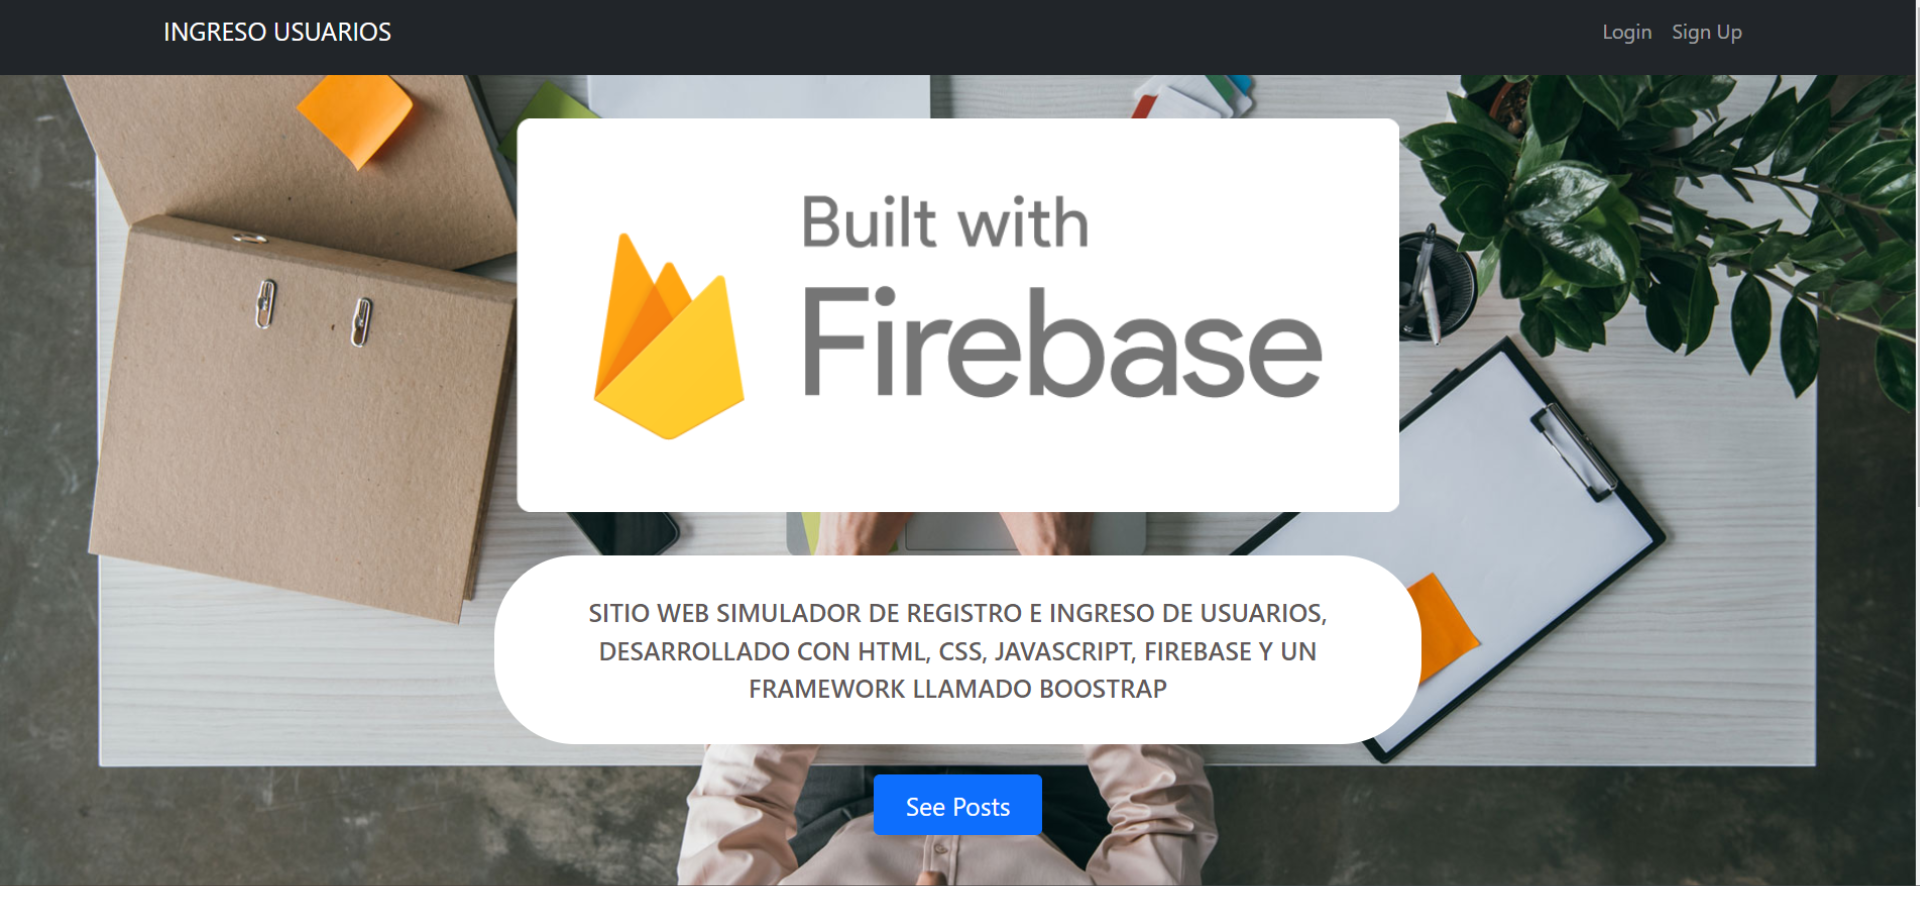 INGRESO USUARIOS
Login Sign Up
Built with
Firebase
SITIO WEB SIMULADOR DE REGISTRO E INGRESO DE USUARIOS,
DESARROLLADO CON HTML, CSS, JAVASCRIPT, FIREBASE Y UN
FRAMEWORK LLAMADO BOOSTRAP
See Posts